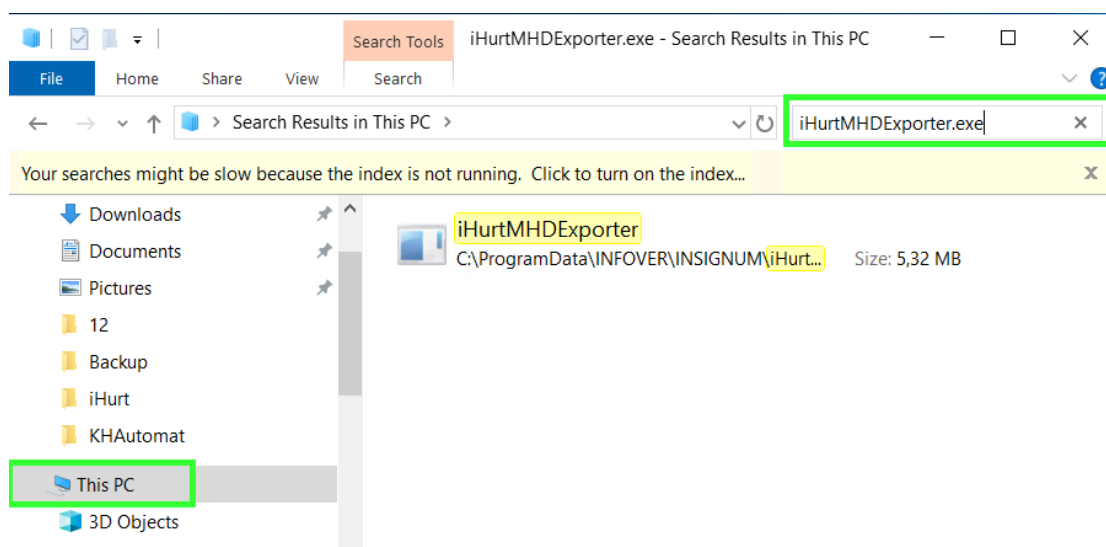 Search Tools
iHurtMHDExporter.exe - Search Results in This PC
File Home Share View Search
?
> Search Results in This PC >
iHurtMHDExporter.exe
Your searches might be slow because the index is not running. Click to turn on the index... x
Downloads
Documents
Pictures
12
Backup
iHurt
KHAutomat
This PC
3D Objects
iHurtMHDExporter
C:\ProgramData\INFOVER\INSIGNUM\iHurt... Size: 5,32 MB